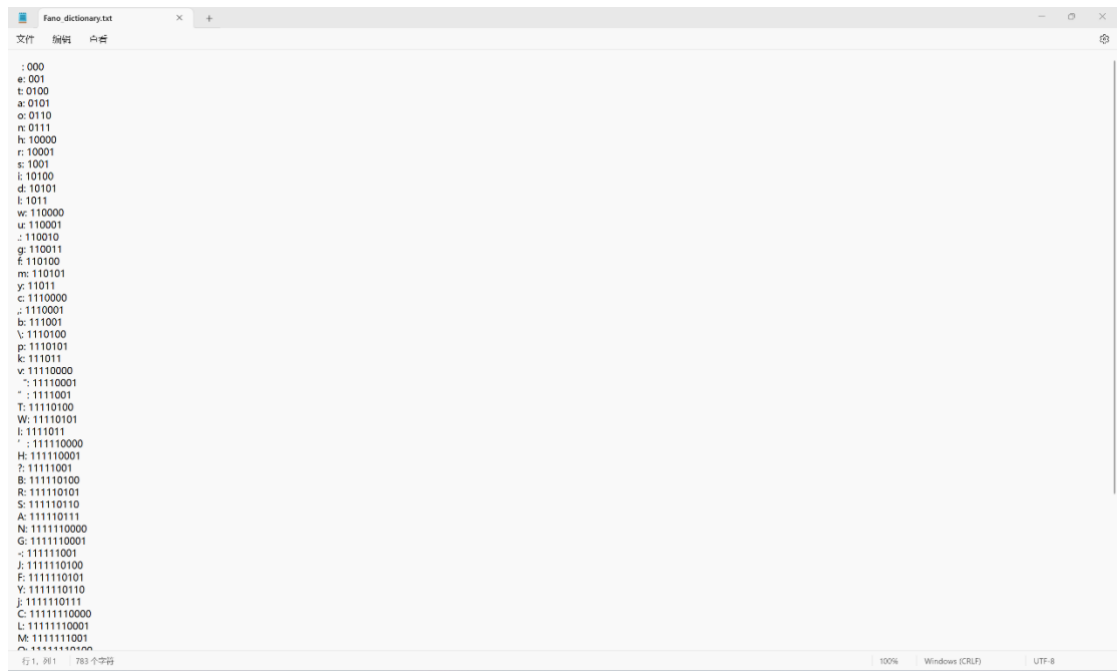 Fano_dictionary.txt
文件 编辑 查看
: 000
e: 001
t: 0100
a: 0101
o: 0110
n: 0111
h: 10000
r: 10001
s: 1001
i: 10100
d: 10101
l: 1011
w: 110000
u: 110001
.: 110010
g: 110011
f: 110100
m: 110101
y: 11011
c: 1110000
,: 1110001
b: 111001
\: 1110100
p: 1110101
k: 111011
v: 11110000
“: 11110001
” : 1111001
T: 11110100
W: 11110101
I: 1111011
’ : 111110000
H: 111110001
?: 11111001
B: 111110100
R: 111110101
S: 111110110
A: 111110111
N: 1111110000
G: 1111110001
-: 111111001
J: 1111110100
F: 1111110101
Y: 1111110110
j: 1111110111
C: 11111110000
L: 11111110001
M: 1111111001
行 1, 列 1 783 个字符 100% Windows (CRLF) UTF-8